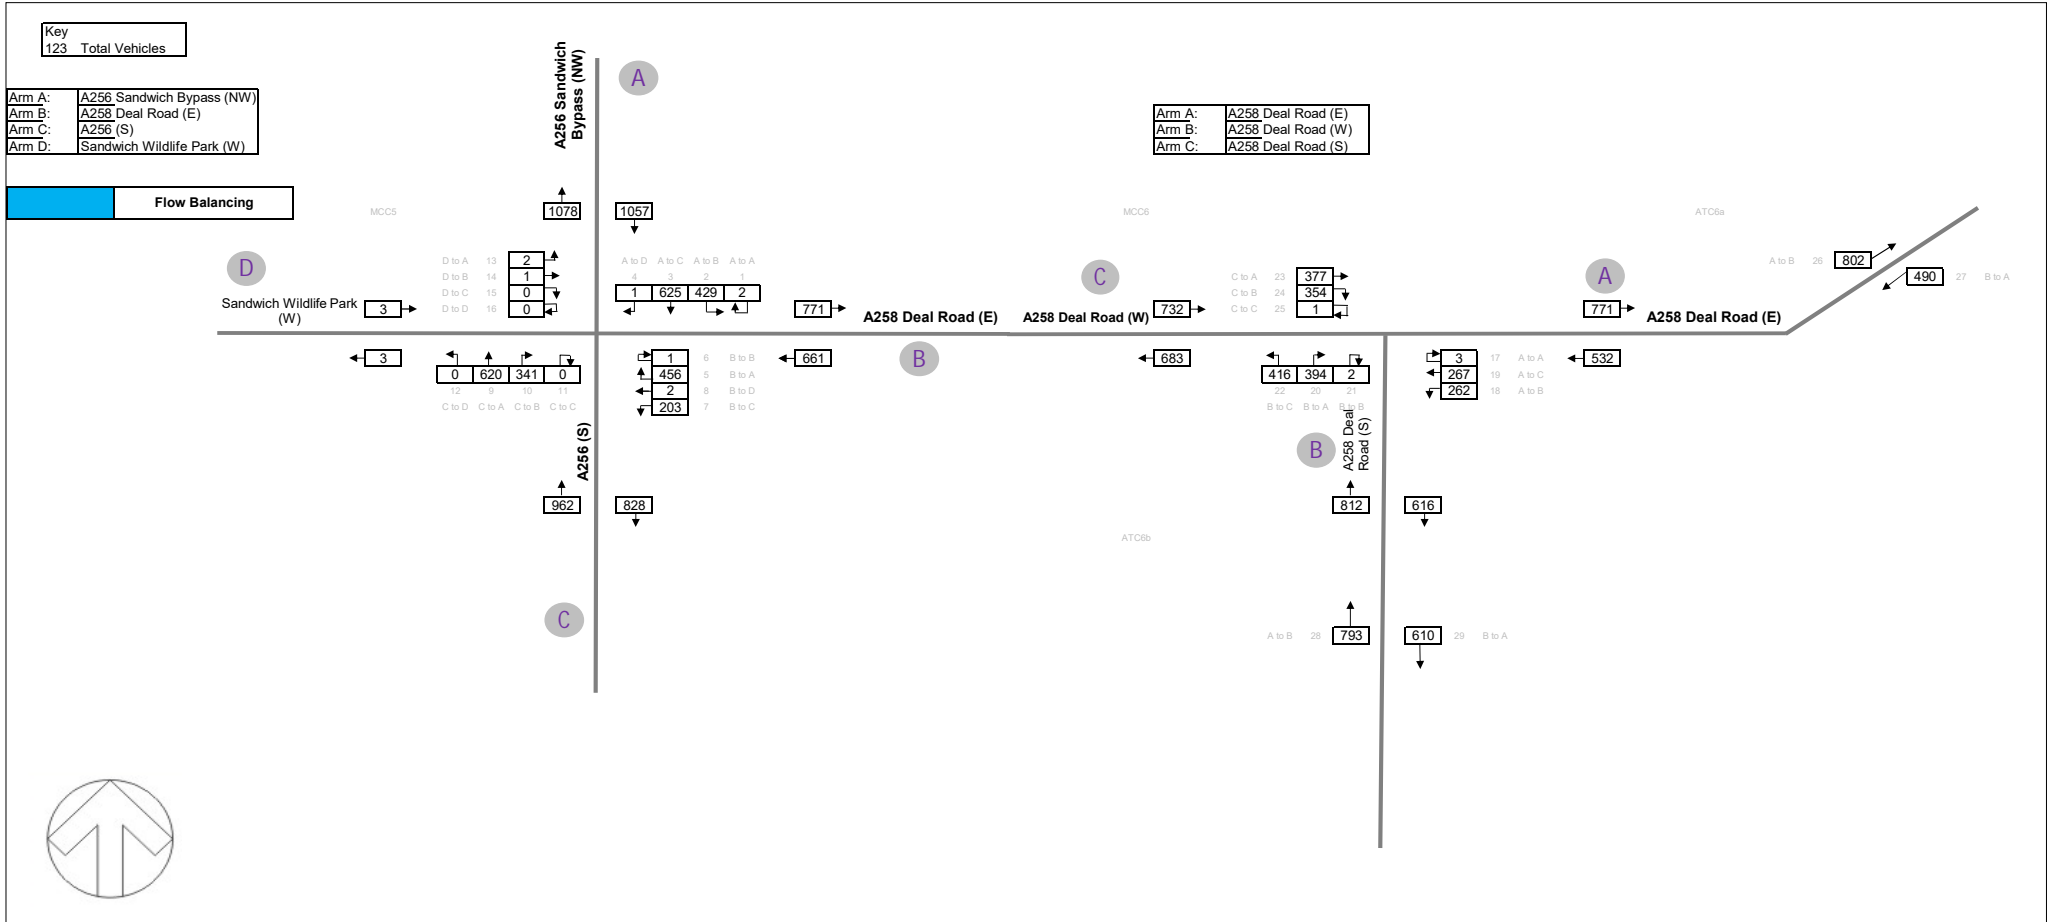 Key
123 Total Vehicles
Arm A: A256 Sandwich Bypass (NW)
Arm B: A258 Deal Road (E)
Arm C: A256 (S)
Arm D: Sandwich Wildlife Park (W)
Flow Balancing
A256 Sandwich
Bypass (NW)
A
Arm A: A258 Deal Road (E)
Arm B: A258 Deal Road (W)
Arm C: A258 Deal Road (S)
MCC5
1078
1057
MCC6
ATC6a
D
D to A 13 2
D to B 14 1
D to C 15 0
D to D 16 0
A to D A to C A to B A to A
4 3 2 1
1 625 429 2
C
C to A 23 377
C to B 24 354
C to C 25 1
A
A to B 26 802
490 27 B to A
Sandwich Wildlife Park
(W)
3
771
A258 Deal Road (E)
A258 Deal Road (W)
732
771
A258 Deal Road (E)
3
0 620 341 0
12 9 10 11
C to D C to A C to B C to C
1 6 B to B
456 5 B to A
2 8 B to D
203 7 B to C
661
B
683
416 394 2
22 20 21
B to C B to A B to B
3 17 A to A
267 19 A to C
262 18 A to B
532
A256 (S)
B
A258 Deal
Road (S)
962
828
812
616
ATC6b
C
A to B 28 793
610 29 B to A